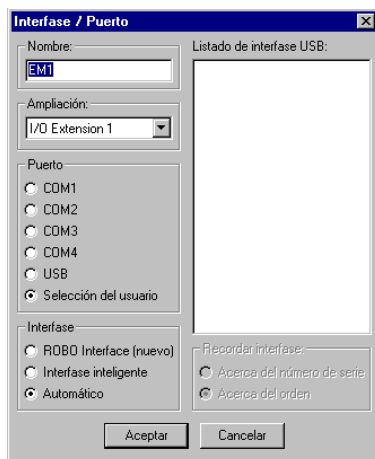 Interfase / Puerto
Nombre:
EM1
Ampliación:
I/O Extension 1
Puerto
COM1
COM2
COM3
COM4
USB
Selección del usuario
Interfase
ROBO Interface (nuevo)
Interfase inteligente
Automático
Listado de interfase USB:
Recordar interfase:
Acerca del número de serie
Acerca del orden
Aceptar
Cancelar